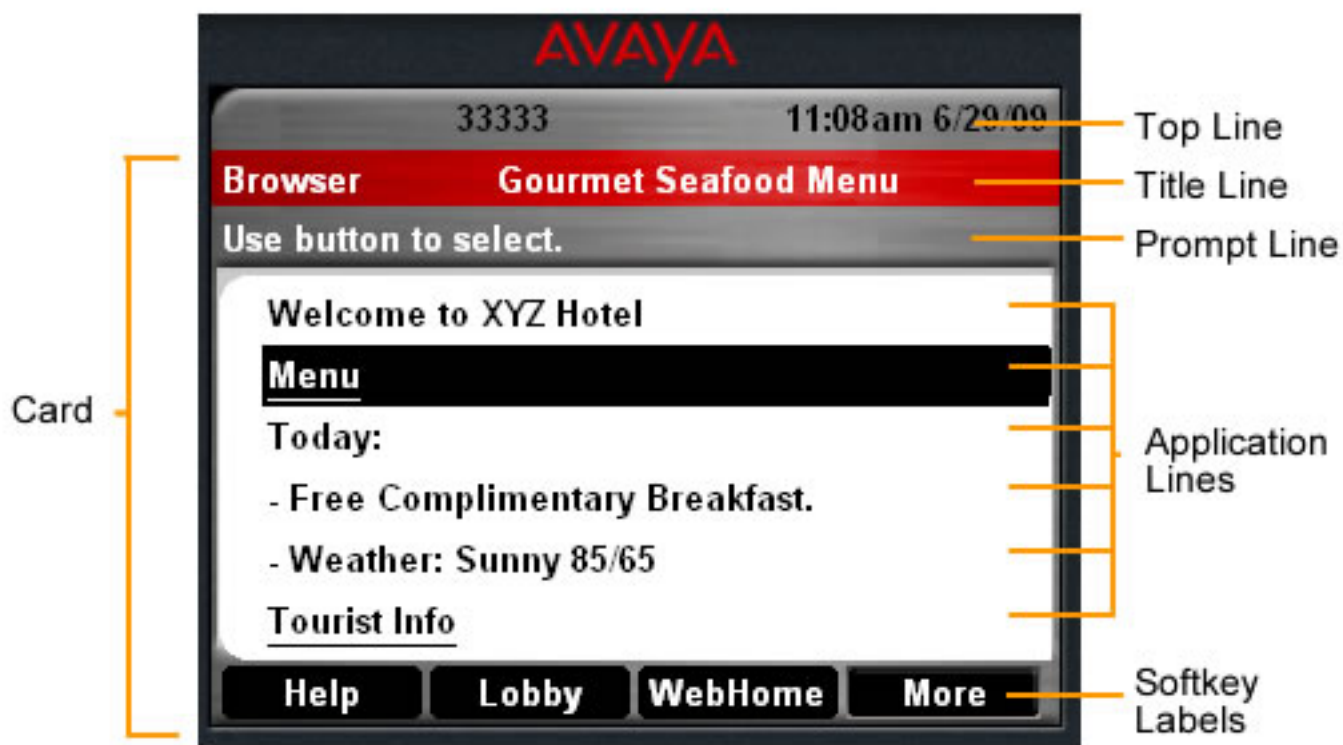 AVAYA
33333 11:08am 6/29/09
Top Line
Browser Gourmet Seafood Menu
Title Line
Use button to select.
Prompt Line
Welcome to XYZ Hotel
Menu
Today:
- Free Complimentary Breakfast.
- Weather: Sunny 85/65
Tourist Info
Card
Application
Lines
Help Lobby WebHome More
Softkey
Labels